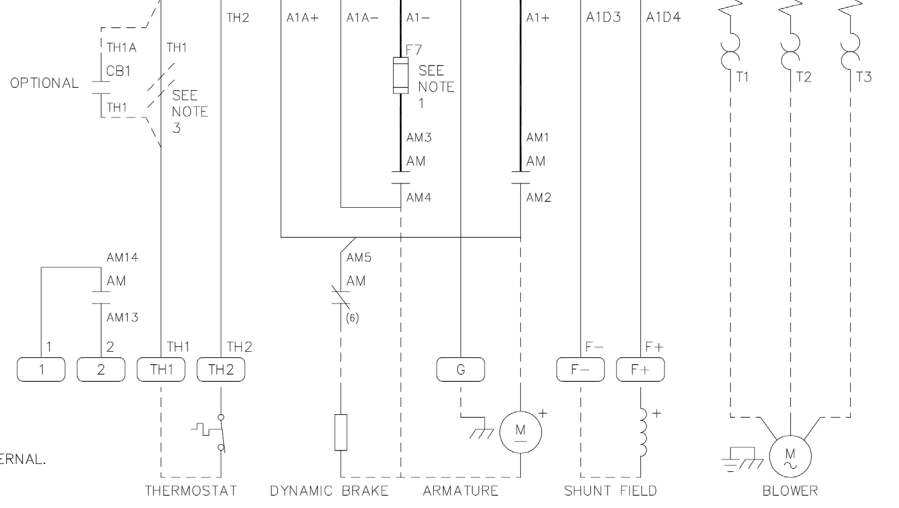 TH2
A1A+
A1A-
A1-
A1+
A1D3
A1D4
TH1A
TH1
F7
OPTIONAL
CB1
SEE
NOTE
1
T1
T2
T3
TH1
SEE
NOTE
3
AM3
AM1
AM
AM
AM4
AM2
AM14
AM5
AM
AM
AM13
(6)
1
2
TH1
TH2
F-
F+
1
2
TH1
TH2
G
F-
F+
+
+
M
M
~
ERNAL.
THERMOSTAT
DYNAMIC BRAKE
ARMATURE
SHUNT FIELD
BLOWER